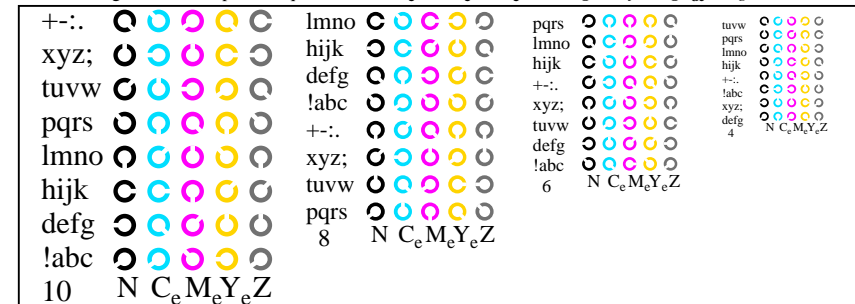 +-:.
xyz;
tuvw
pqrs
lmno
hijk
defg
!abc
10 N CeMeYeZ
lmno
hijk
defg
!abc
+-:.
xyz;
tuvw
pqrs
8 N CeMeYeZ
pqrs
lmno
hijk
+-:.
xyz;
tuvw
defg
!abc
6 N CeMeYeZ
tuvw
pqrs
lmno
hijk
+-:.
!abc
xyz;
defg
4 N CeMeYeZ